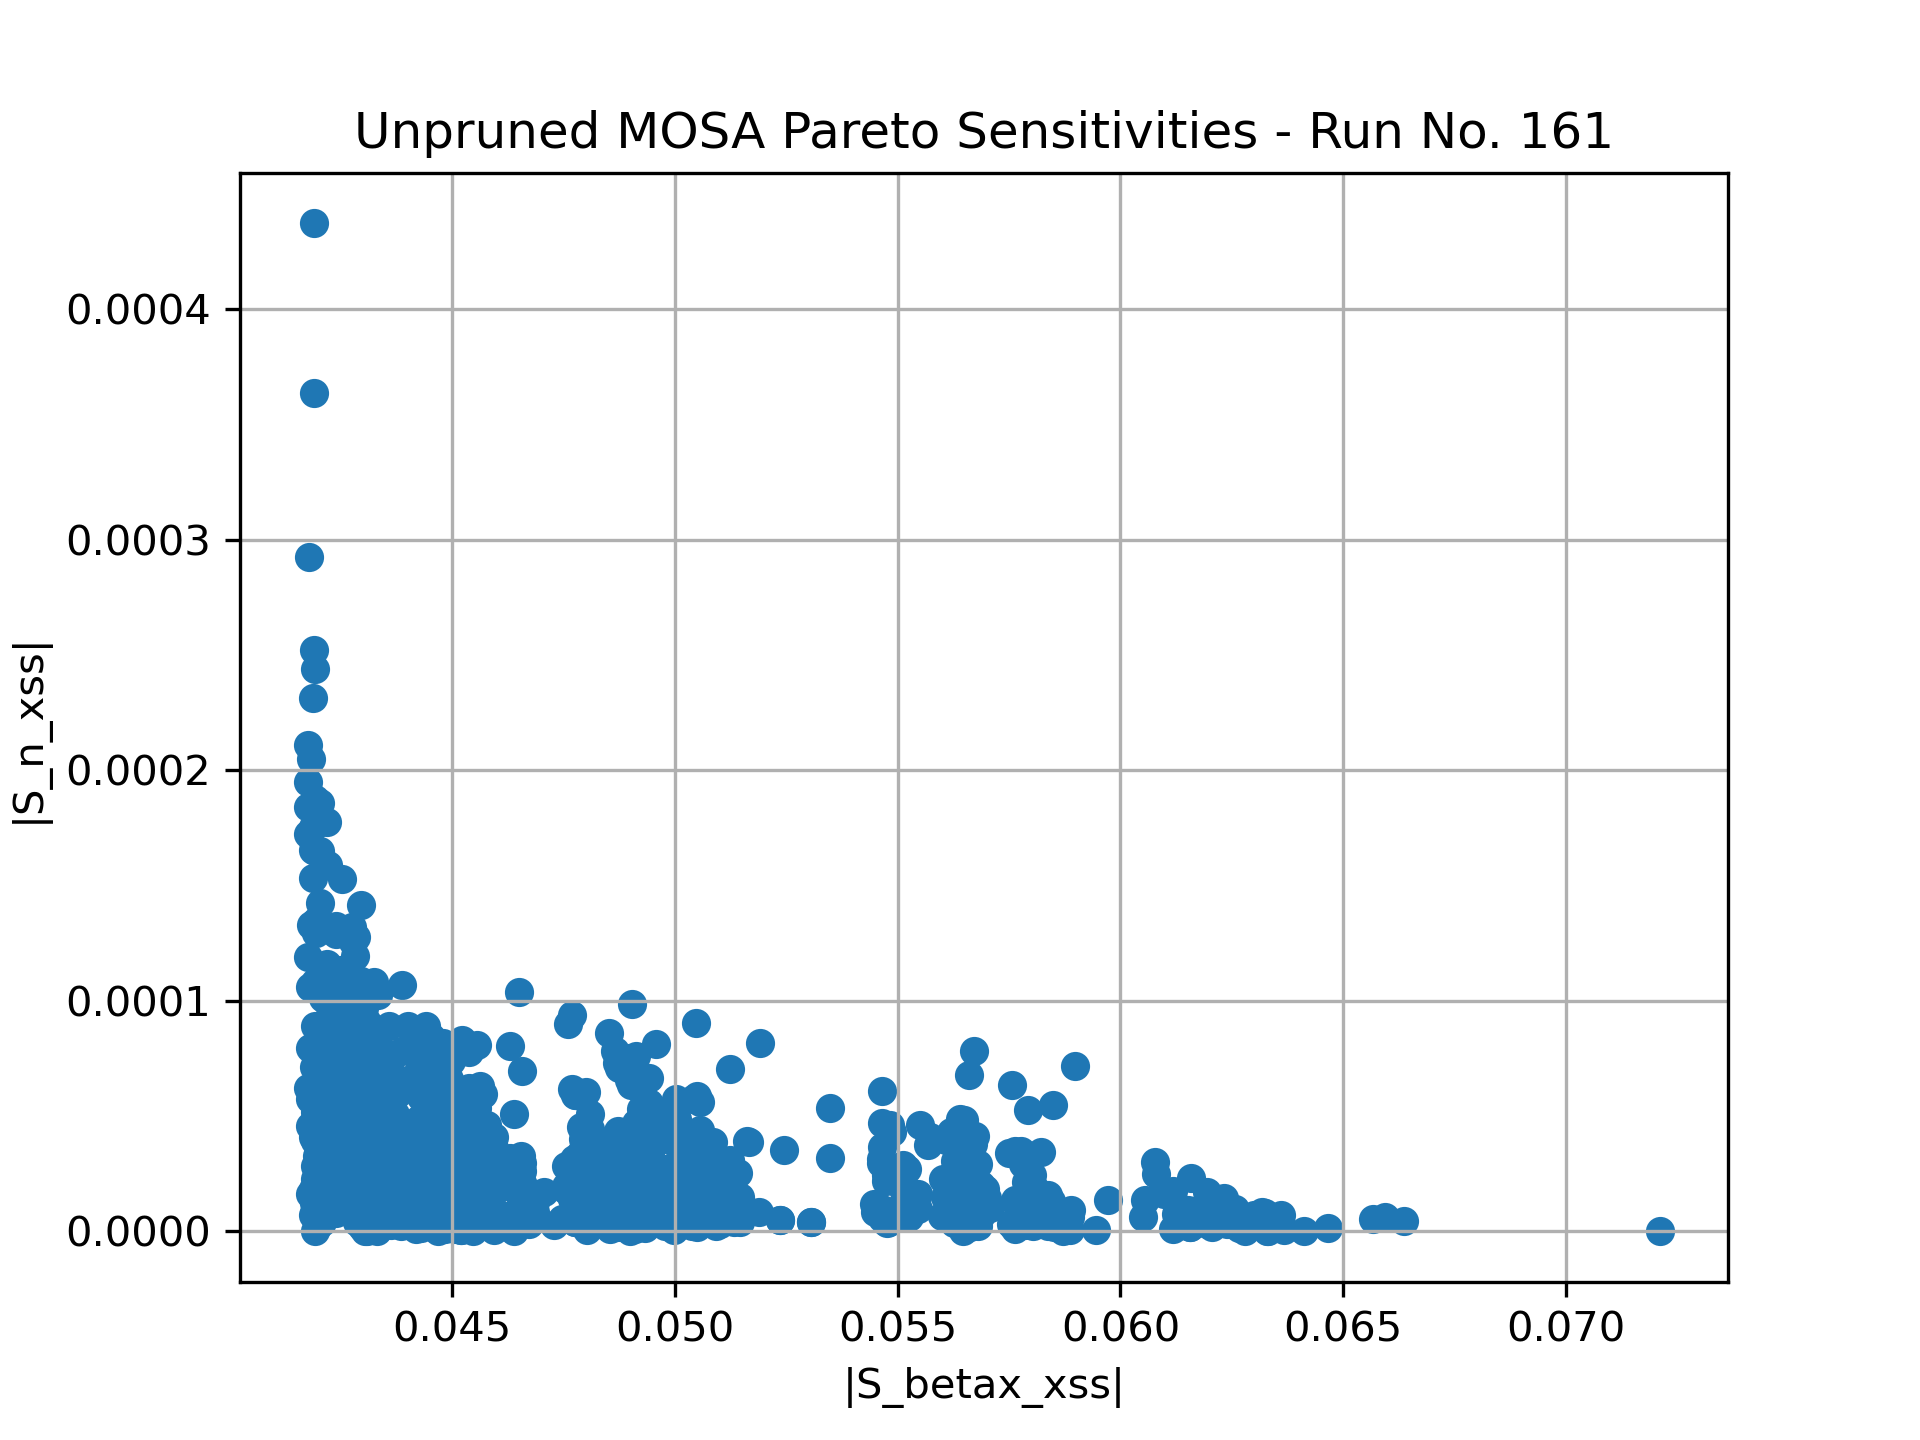 Unpruned MOSA Pareto Sensitivities - Run No. 161
|S_n_xss|
0.0004
0.0003
0.0002
0.0001
0.0000
0.045 0.050 0.055 0.060 0.065 0.070
|S_betax_xss|